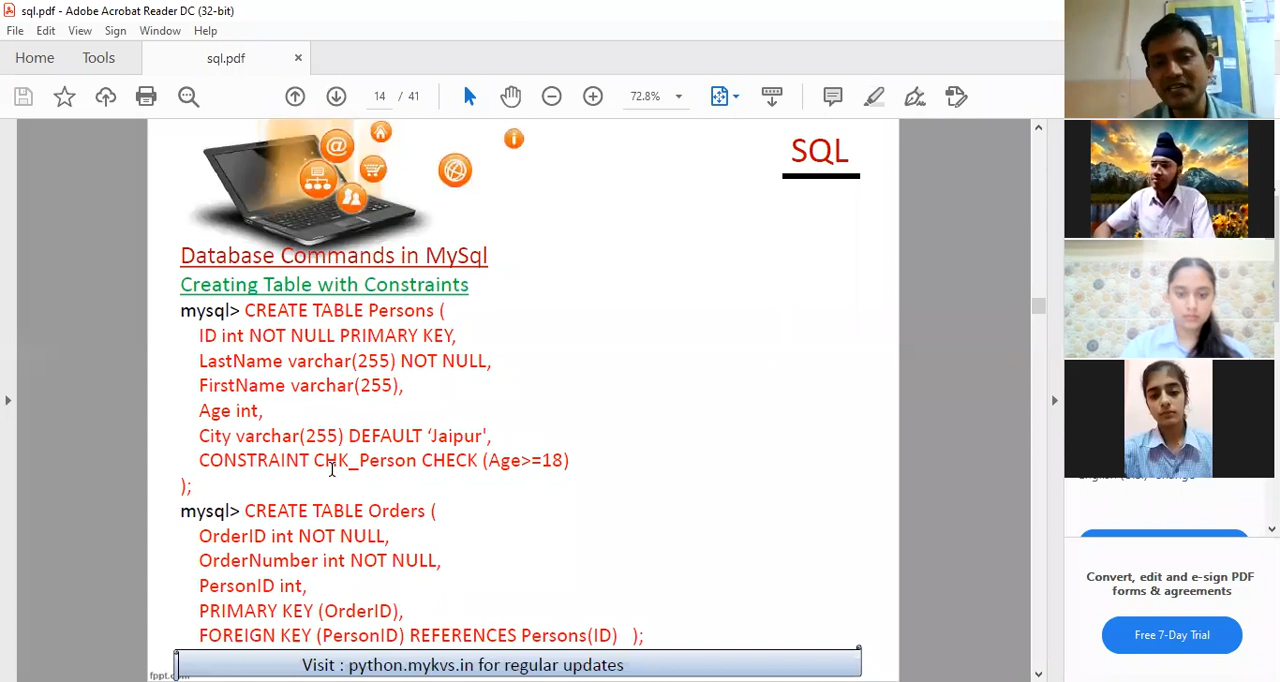 sql.pdf - Adobe Acrobat Reader DC (32-bit)
File Edit View Sign Window Help
Home Tools sql.pdf ×
14 / 41 72.8%
SQL
Database Commands in MySql
Creating Table with Constraints
mysql> CREATE TABLE Persons (
ID int NOT NULL PRIMARY KEY,
LastName varchar(255) NOT NULL,
FirstName varchar(255),
Age int,
City varchar(255) DEFAULT ‘Jaipur',
CONSTRAINT CHK_Person CHECK (Age>=18)
);
mysql> CREATE TABLE Orders (
OrderID int NOT NULL,
OrderNumber int NOT NULL,
PersonID int,
PRIMARY KEY (OrderID),
FOREIGN KEY (PersonID) REFERENCES Persons(ID) );
Visit : python.mykvs.in for regular updates
Convert, edit and e-sign PDF
forms & agreements
Free 7-Day Trial